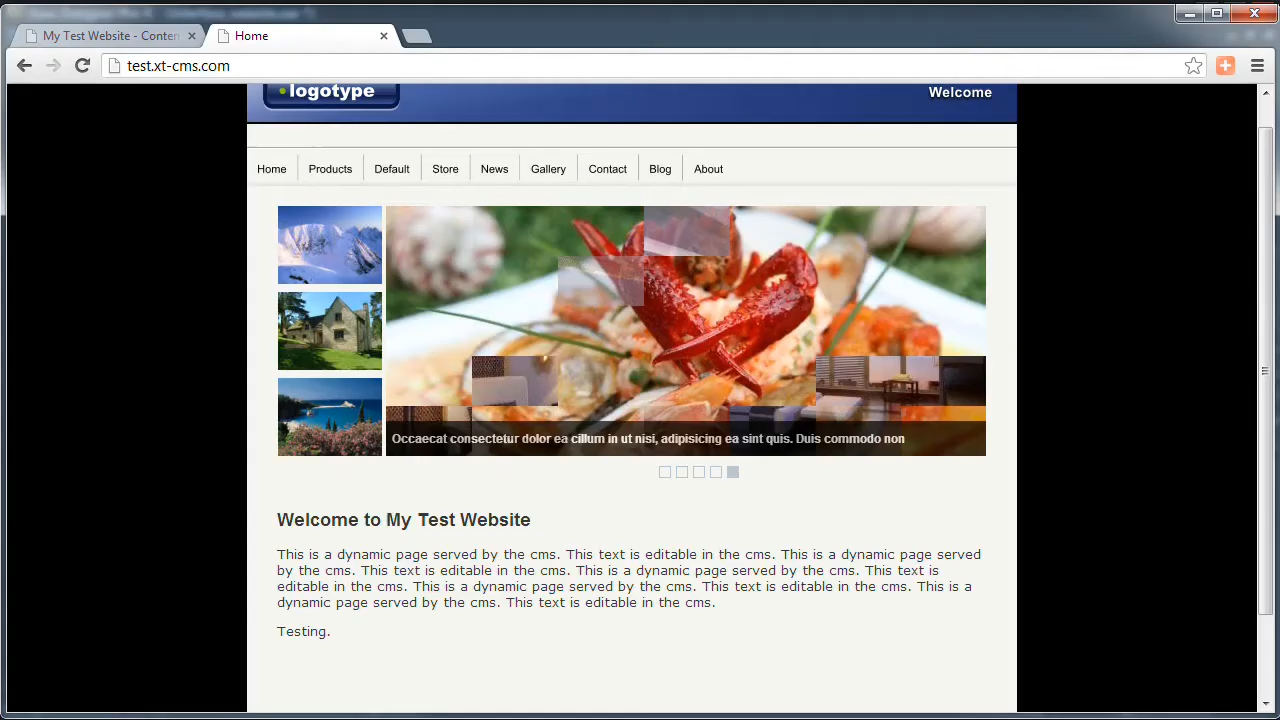 My Test Website - Conten
Home
test.xt-cms.com
logotype
Welcome
Home Products Default Store News Gallery Contact Blog About
Occaecat consectetur dolor ea cillum in ut nisi, adipisicing ea sint quis. Duis commodo non
Welcome to My Test Website
This is a dynamic page served by the cms. This text is editable in the cms. This is a dynamic page served
by the cms. This text is editable in the cms. This is a dynamic page served by the cms. This text is
editable in the cms. This is a dynamic page served by the cms. This text is editable in the cms. This is a
dynamic page served by the cms. This text is editable in the cms.
Testing.